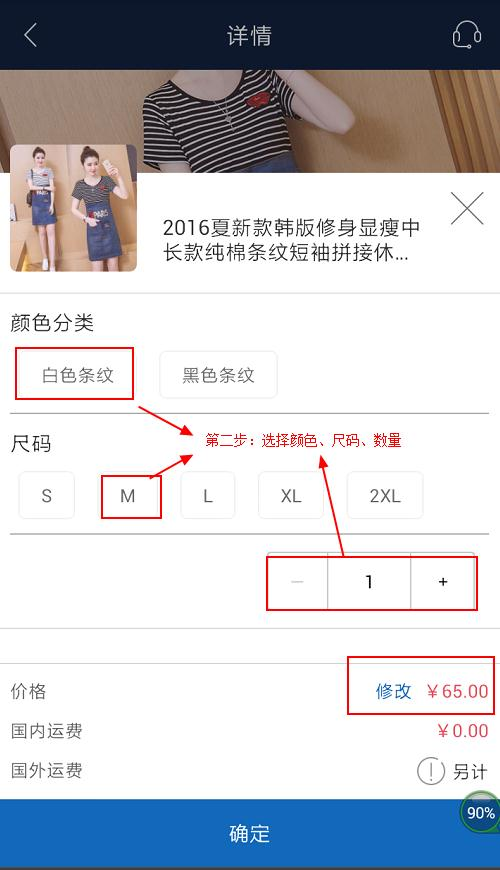 详情
2016夏新款韩版修身显瘦中
长款纯棉条纹短袖拼接休...
颜色分类
白色条纹 黑色条纹
第二步：选择颜色、尺码、数量
尺码
S M L XL 2XL
— 1 +
价格 修改 ￥65.00
国内运费 ￥0.00
国外运费 ! 另计
90%
确定